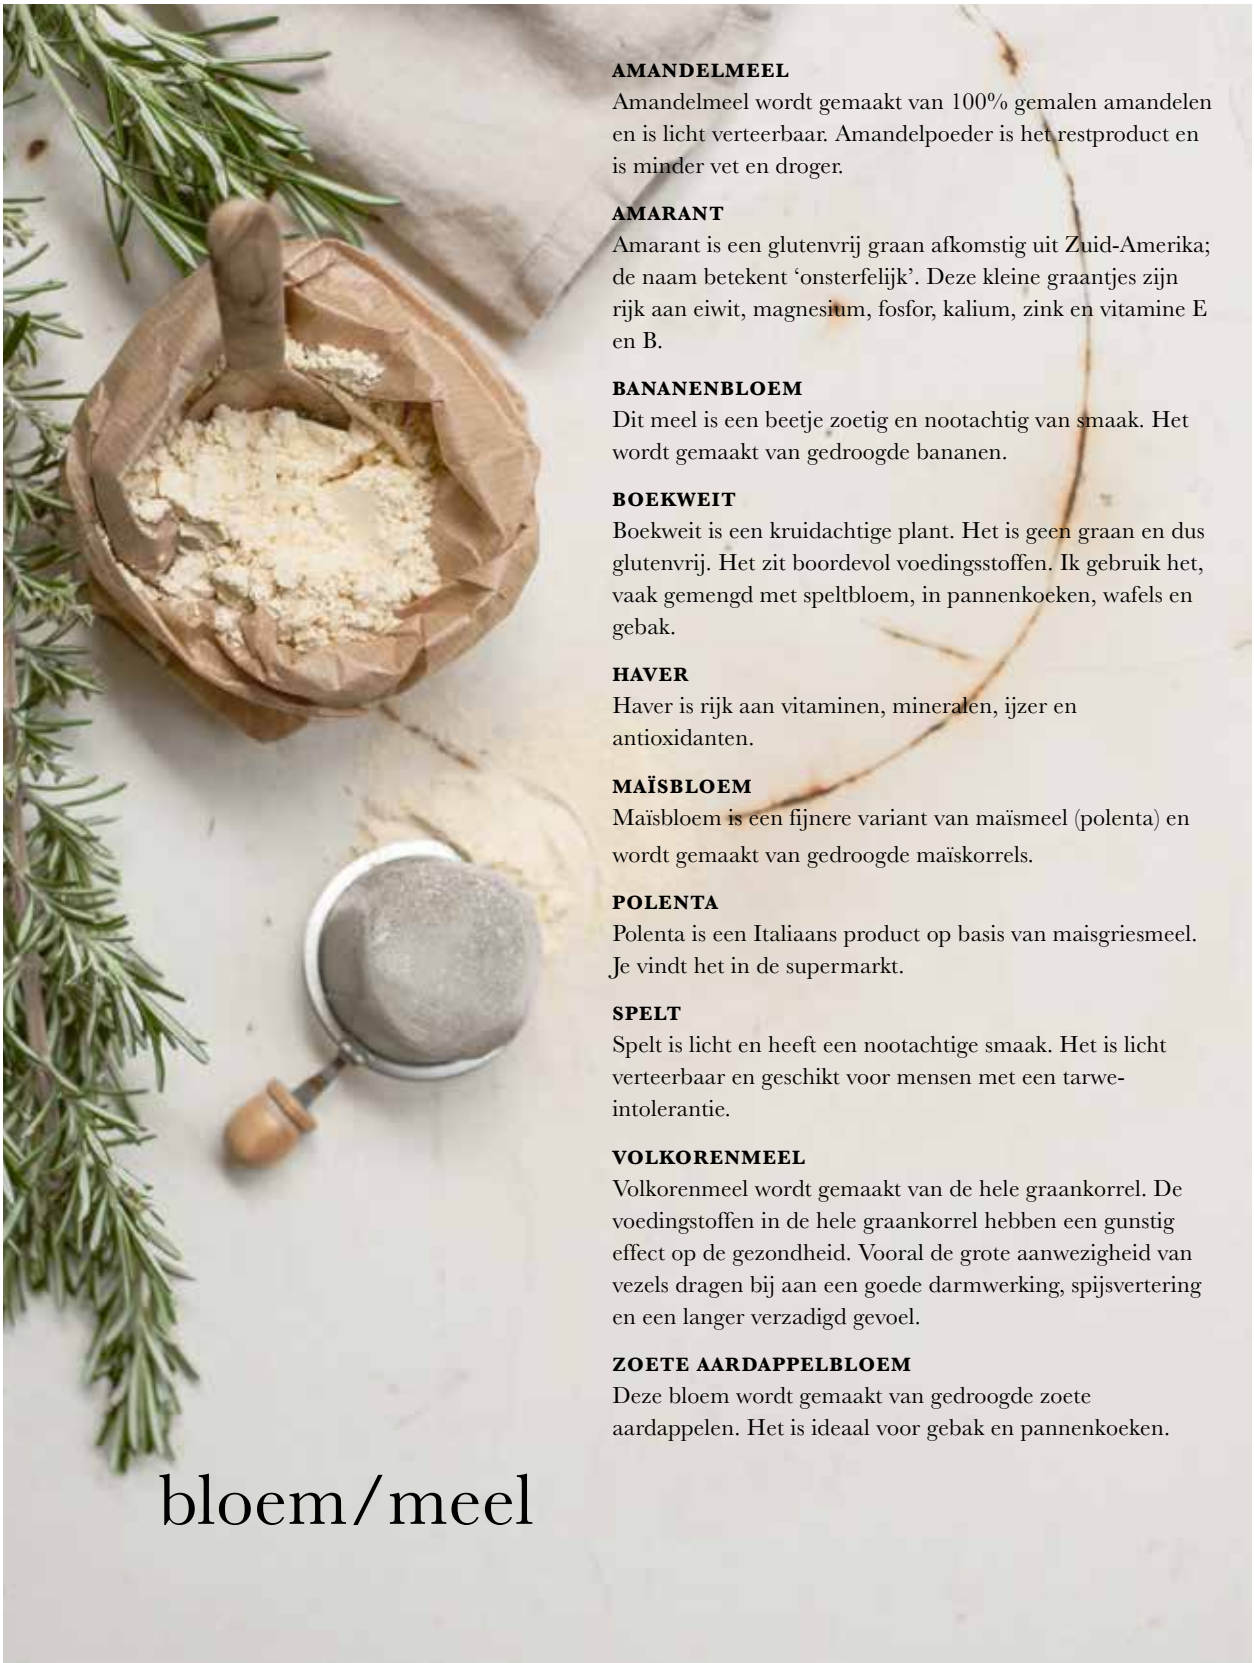 AMANDELMEEL
Amandelmeel wordt gemaakt van 100% gemalen amandelen
en is licht verteerbaar. Amandelpoeder is het restproduct en
is minder vet en droger.
AMARANT
Amarant is een glutenvrij graan afkomstig uit Zuid-Amerika;
de naam betekent ‘onsterfelijk’. Deze kleine graantjes zijn
rijk aan eiwit, magnesium, fosfor, kalium, zink en vitamine E
en B.
BANANENBLOEM
Dit meel is een beetje zoetig en nootachtig van smaak. Het
wordt gemaakt van gedroogde bananen.
BOEKWEIT
Boekweit is een kruidachtige plant. Het is geen graan en dus
glutenvrij. Het zit boordevol voedingsstoffen. Ik gebruik het,
vaak gemengd met speltbloem, in pannenkoeken, wafels en
gebak.
HAVER
Haver is rijk aan vitaminen, mineralen, ijzer en
antioxidanten.
MAÏSBLOEM
Maïsbloem is een fijnere variant van maïsmeel (polenta) en
wordt gemaakt van gedroogde maïskorrels.
POLENTA
Polenta is een Italiaans product op basis van maisgriesmeel.
Je vindt het in de supermarkt.
SPELT
Spelt is licht en heeft een nootachtige smaak. Het is licht
verteerbaar en geschikt voor mensen met een tarwe-
intolerantie.
VOLKORENMEEL
Volkorenmeel wordt gemaakt van de hele graankorrel. De
voedingstoffen in de hele graankorrel hebben een gunstig
effect op de gezondheid. Vooral de grote aanwezigheid van
vezels dragen bij aan een goede darmwerking, spijsvertering
en een langer verzadigd gevoel.
ZOETE AARDAPPELBLOEM
Deze bloem wordt gemaakt van gedroogde zoete
aardappelen. Het is ideaal voor gebak en pannenkoeken.
bloem/meel